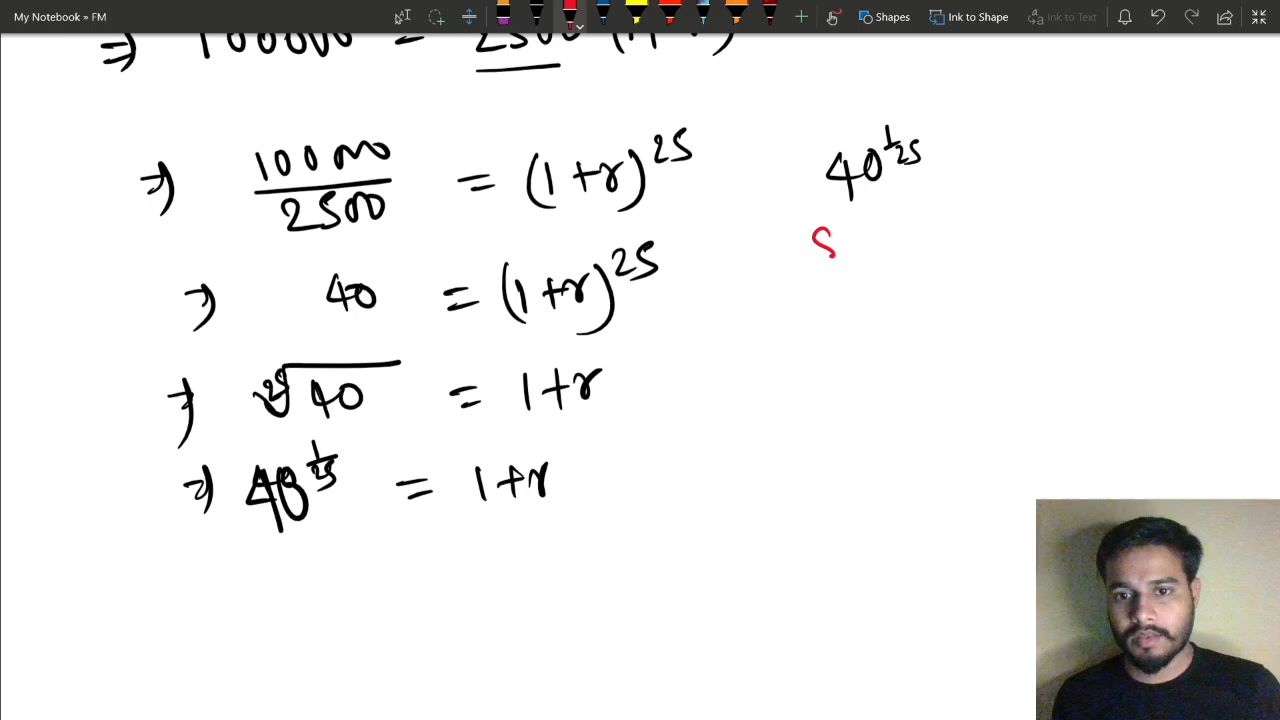 My Notebook » FM
Shapes
Ink to Shape
Ink to Text
⇒ 100000 = 2500 (1+r)
⇒ 100000/2500 = (1+r)^25
40^1/25
⇒ 40 = (1+r)^25
⇒ ²⁵√40 = 1+r
⇒ 40^1/25 = 1+r